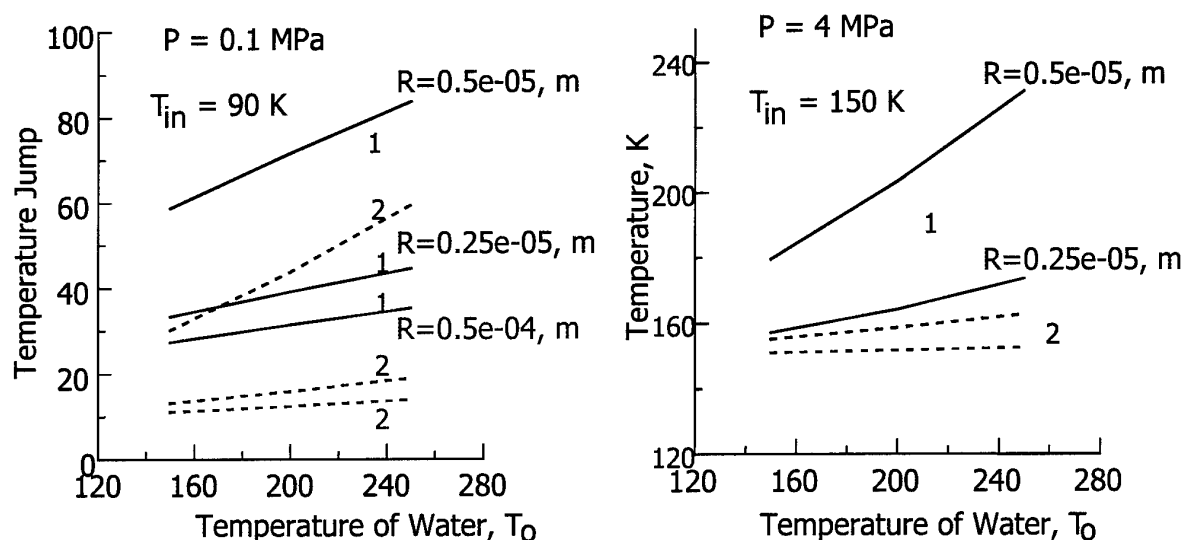 P = 0.1 MPa
T_in = 90 K
R=0.5e-05, m
1
2
R=0.25e-05, m
1
1
R=0.5e-04, m
2
2
100
80
60
40
20
0
120 160 200 240 280
Temperature Jump
Temperature of Water, T_o
P = 4 MPa
T_in = 150 K
R=0.5e-05, m
1
R=0.25e-05, m
2
240
200
160
120
120 160 200 240 280
Temperature, K
Temperature of Water, T_o